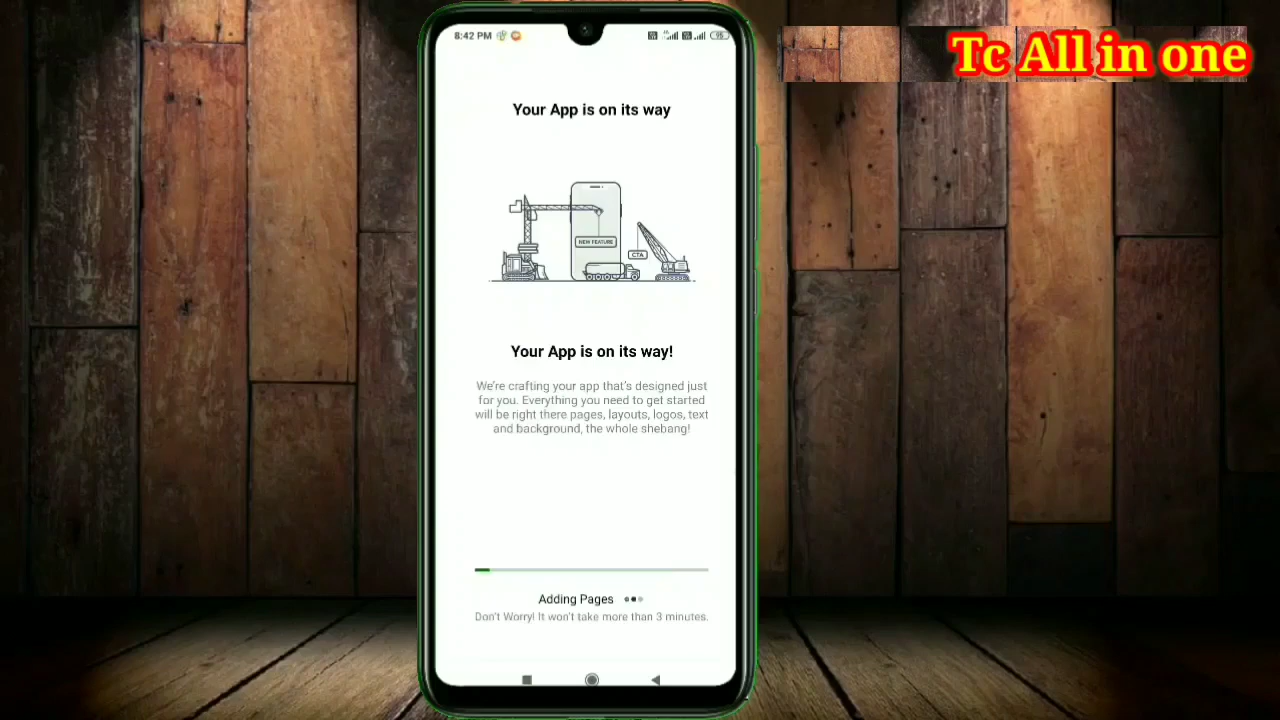 Tc All in one
8:42 PM
95
Your App is on its way
NEW FEATURE
CTA
Your App is on its way!
We're crafting your app that's designed just
for you. Everything you need to get started
will be right there pages, layouts, logos, text
and background, the whole shebang!
Adding Pages
Don't Worry! It won't take more than 3 minutes.